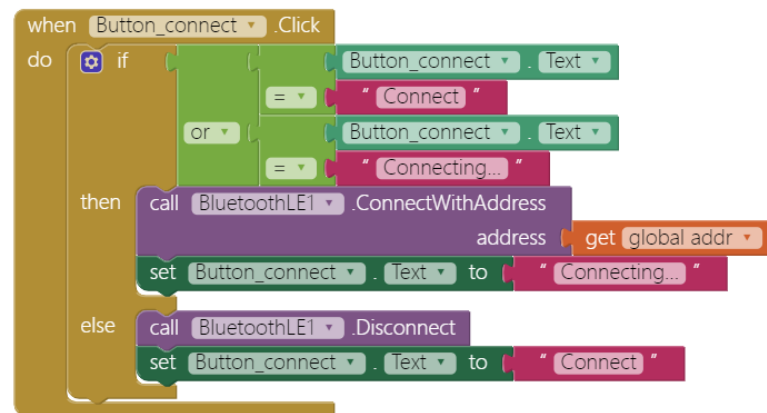 when Button_connect .Click
do if Button_connect . Text
= " Connect "
or Button_connect . Text
= " Connecting... "
then call BluetoothLE1 .ConnectWithAddress
address get global addr
set Button_connect . Text to " Connecting... "
else call BluetoothLE1 .Disconnect
set Button_connect . Text to " Connect "